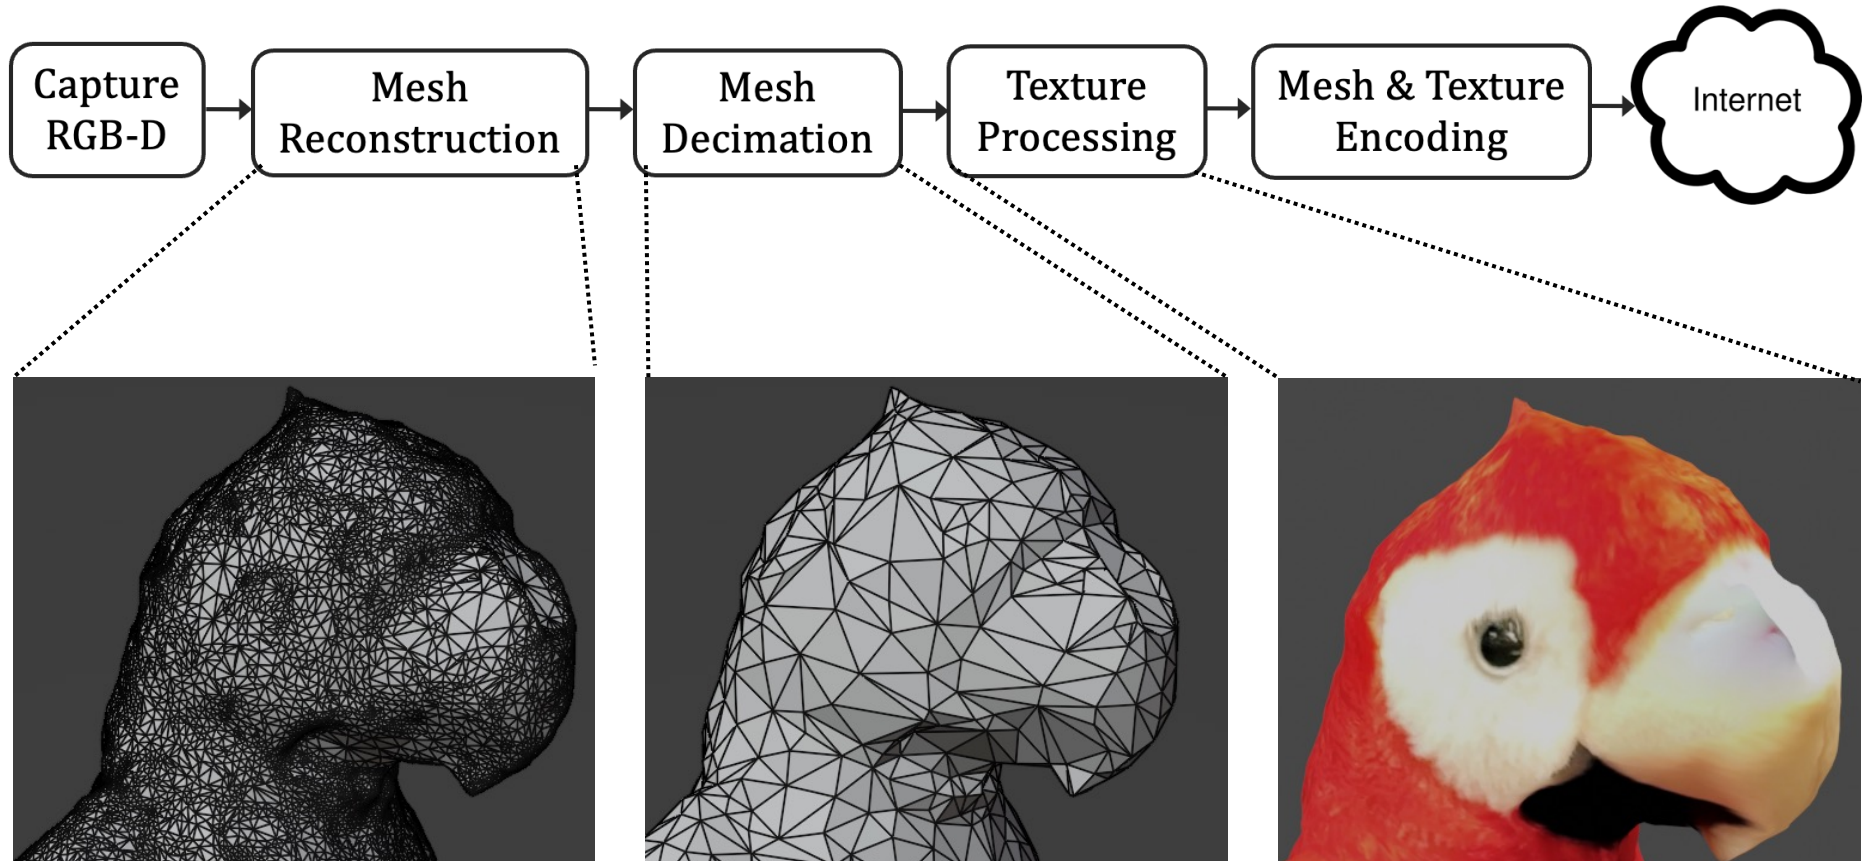 Capture
RGB-D
Mesh
Reconstruction
Mesh
Decimation
Texture
Processing
Mesh & Texture
Encoding
Internet